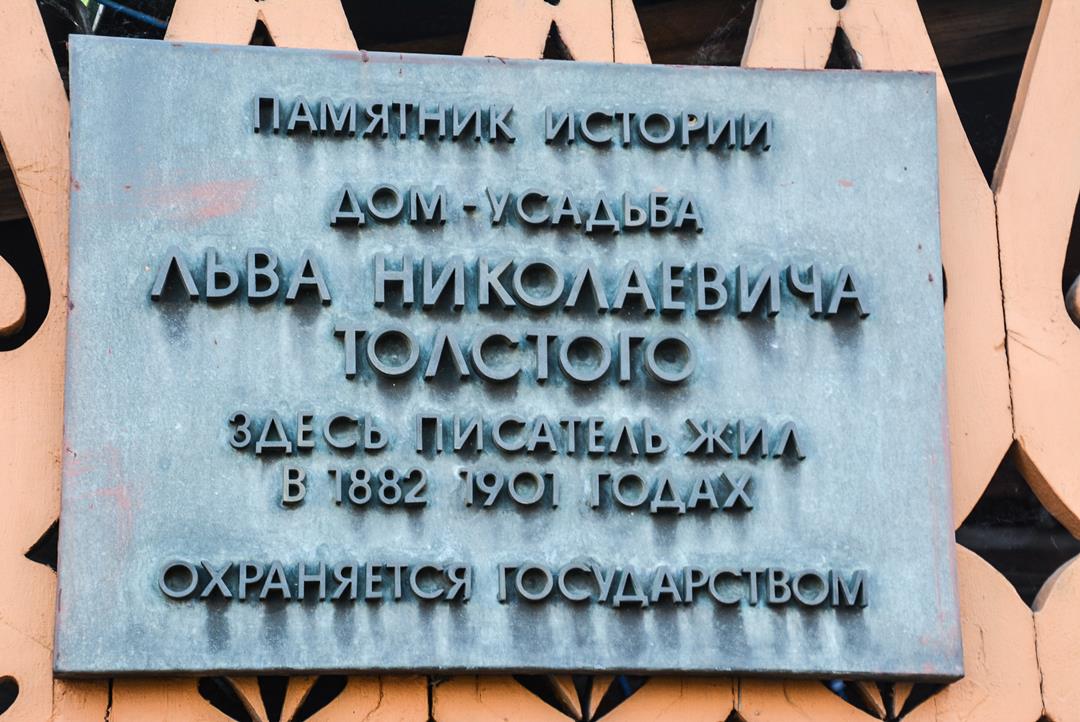 ПАМЯТНИК ИСТОРИИ
ДОМ-УСАДЬБА
ЛЬВА НИКОЛАЕВИЧА
ТОЛСТОГО
ЗДЕСЬ ПИСАТЕЛЬ ЖИЛ
В 1882 1901 ГОДАХ
ОХРАНЯЕТСЯ ГОСУДАРСТВОМ